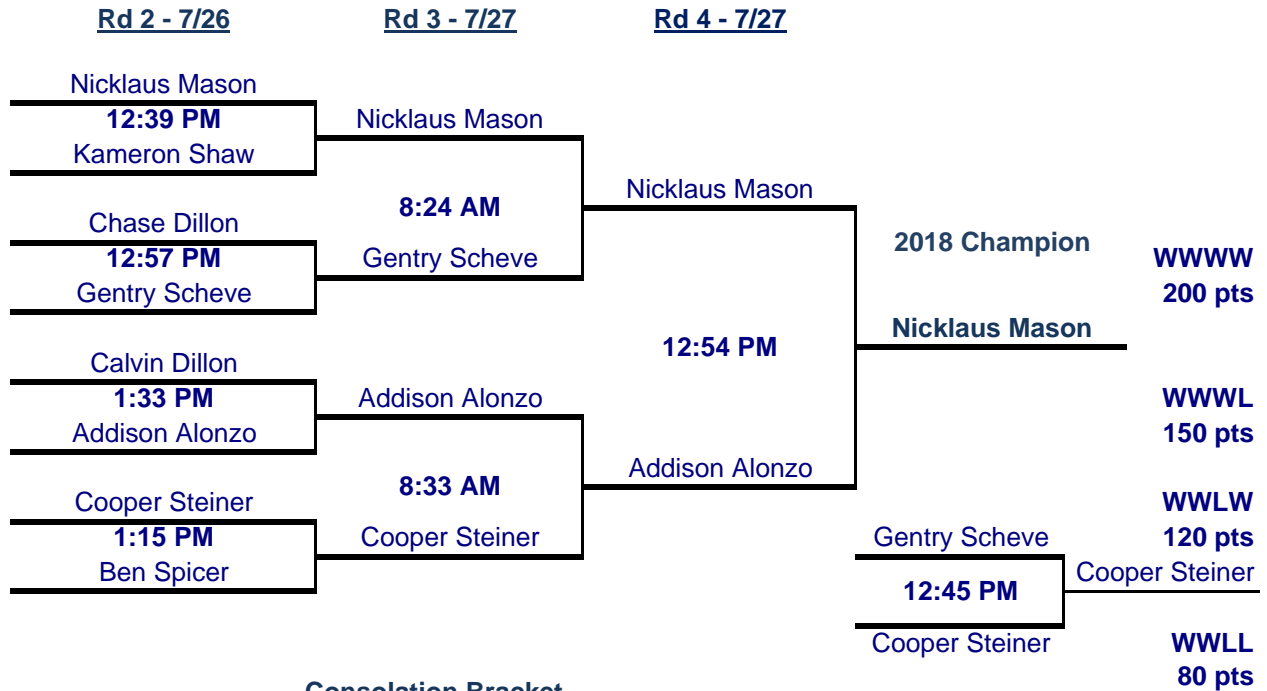 Rd 2 - 7/26 Rd 3 - 7/27 Rd 4 - 7/27
Nicklaus Mason
12:39 PM Nicklaus Mason
Kameron Shaw
Nicklaus Mason
8:24 AM
Chase Dillon
2018 Champion
12:57 PM Gentry Scheve WWWW
Gentry Scheve 200 pts
Nicklaus Mason
12:54 PM
Calvin Dillon
1:33 PM Addison Alonzo WWWL
Addison Alonzo 150 pts
Addison Alonzo
8:33 AM
Cooper Steiner WWLW
1:15 PM Cooper Steiner Gentry Scheve 120 pts
Ben Spicer Cooper Steiner
12:45 PM
Cooper Steiner WWLL
80 pts
Consolation Bracket